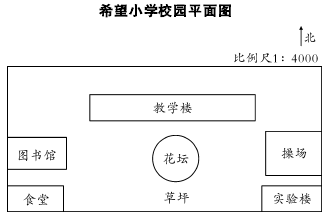 希望小学校园平面图
北
比例尺1：4000
教学楼
图书馆
花坛
操场
食堂
草坪
实验楼